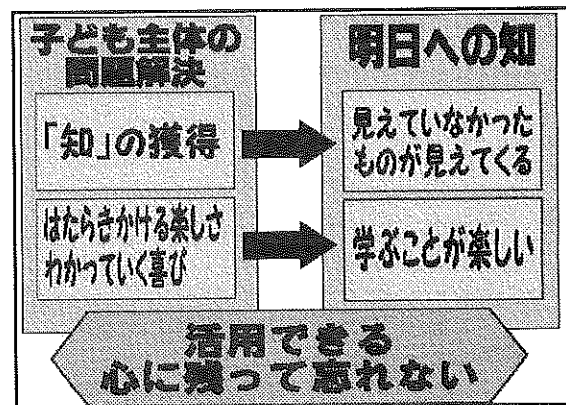 子ども主体の
問題解決
「知」の獲得
はたらきかける楽しさ
わかっていく喜び
明日への知
見えていなかった
ものが見えてくる
学ぶことが楽しい
活用できる
心に残って忘れない